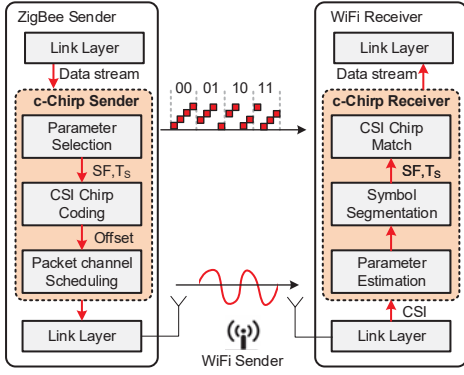 ZigBee Sender
Link Layer
Data stream
c-Chirp Sender
Parameter
Selection
SF,TS
CSI Chirp
Coding
Offset
Packet channel
Scheduling
Link Layer
00 01 10 11
WiFi Sender
WiFi Receiver
Link Layer
Data stream
c-Chirp Receiver
CSI Chirp
Match
SF,TS
Symbol
Segmentation
Parameter
Estimation
CSI
Link Layer